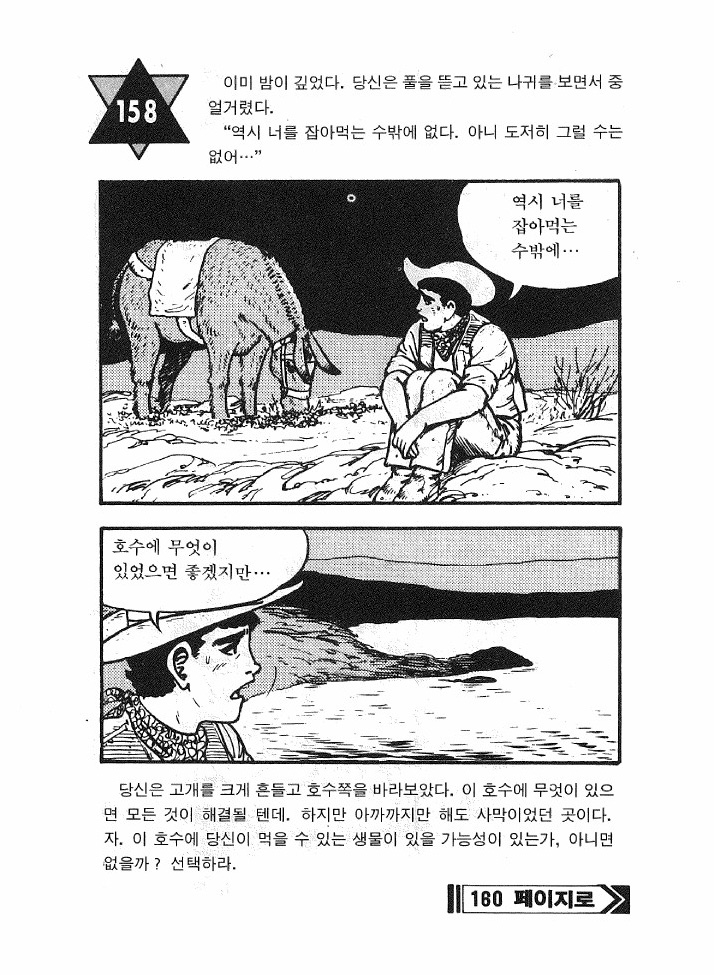 158
이미 밤이 깊었다. 당신은 풀을 뜯고 있는 나귀를 보면서 중
얼거렸다.
“역시 너를 잡아먹는 수밖에 없다. 아니 도저히 그럴 수는
없어…”
역시 너를
잡아먹는
수밖에…
호수에 무엇이
있었으면 좋겠지만…
당신은 고개를 크게 흔들고 호수쪽을 바라보았다. 이 호수에 무엇이 있으
면 모든 것이 해결될 텐데. 하지만 아까까지만 해도 사막이었던 곳이다.
자. 이 호수에 당신이 먹을 수 있는 생물이 있을 가능성이 있는가, 아니면
없을까? 선택하라.
160 페이지로